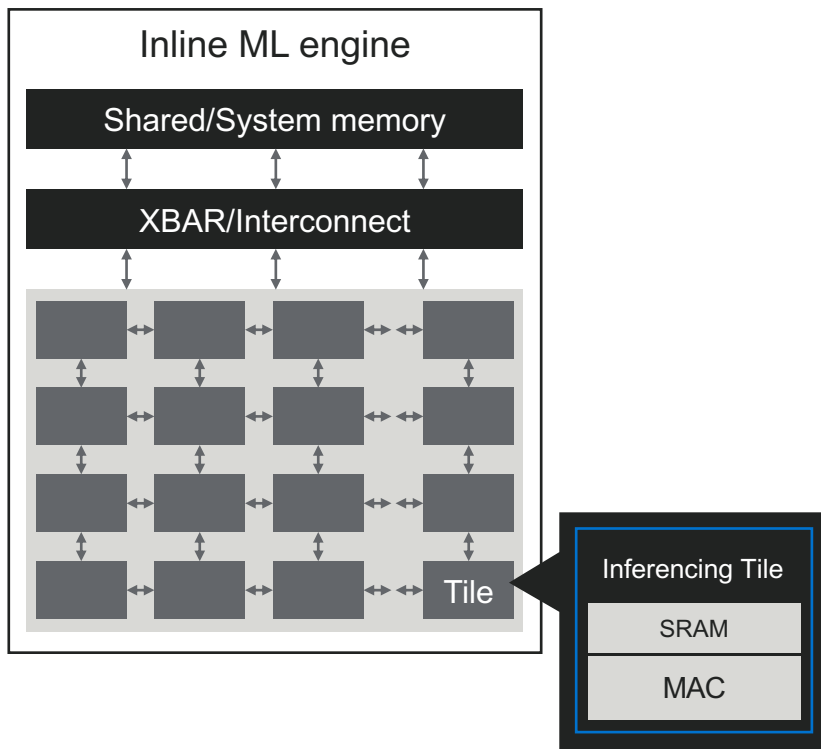 Inline ML engine
Shared/System memory
XBAR/Interconnect
Tile
Inferencing Tile
SRAM
MAC